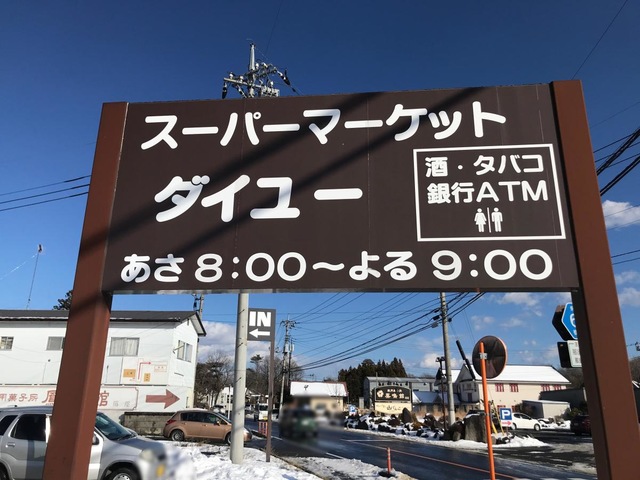 スーパーマーケット
ダイユー
酒・タバコ
銀行ATM
あさ8:00〜よる9:00
IN
P